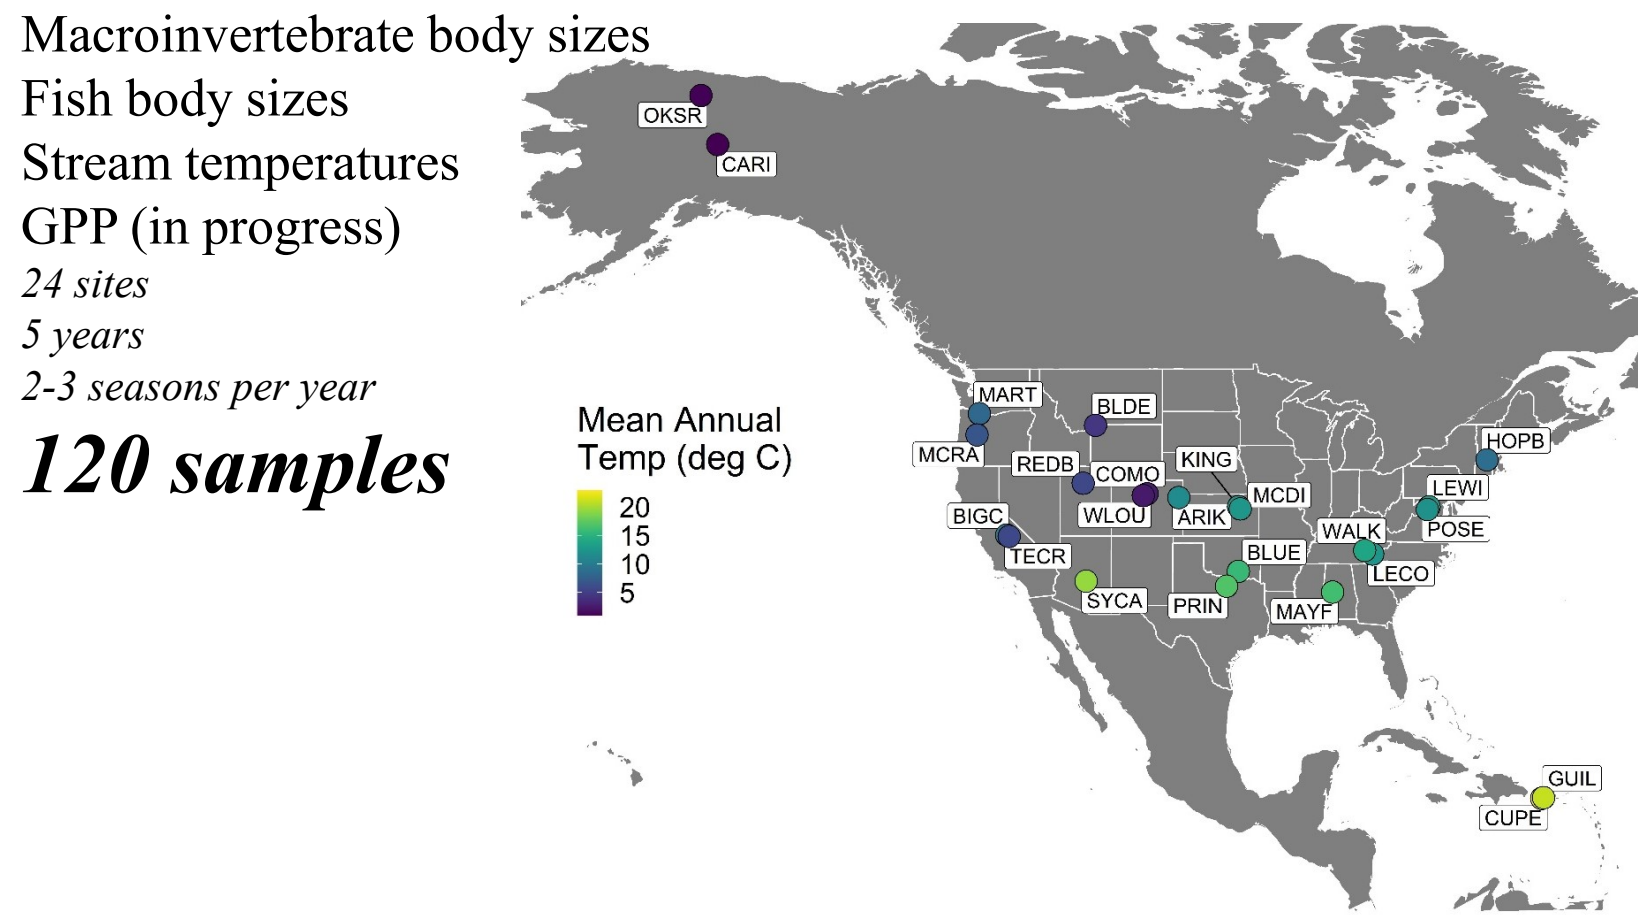 Macroinvertebrate body sizes
Fish body sizes
Stream temperatures
GPP (in progress)
24 sites
5 years
2-3 seasons per year
120 samples
OKSR
CARI
Mean Annual
Temp (deg C)
20
15
10
5
MART
BLDE
MCRA
HOPB
REDB
COMO
KING
WLOU
ARIK
MCDI
LEWI
BIGC
TECR
WALK
POSE
BLUE
LECO
SYCA
PRIN
MAYF
GUIL
CUPE